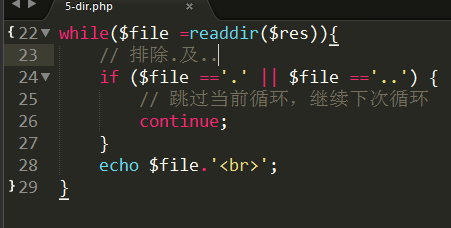 5-dir.php ×
22 while($file =readdir($res)){
23 // 排除.及..
24 if ($file =='.' || $file =='..') {
25 // 跳过当前循环，继续下次循环
26 continue;
27 }
28 echo $file.'<br>';
29 }